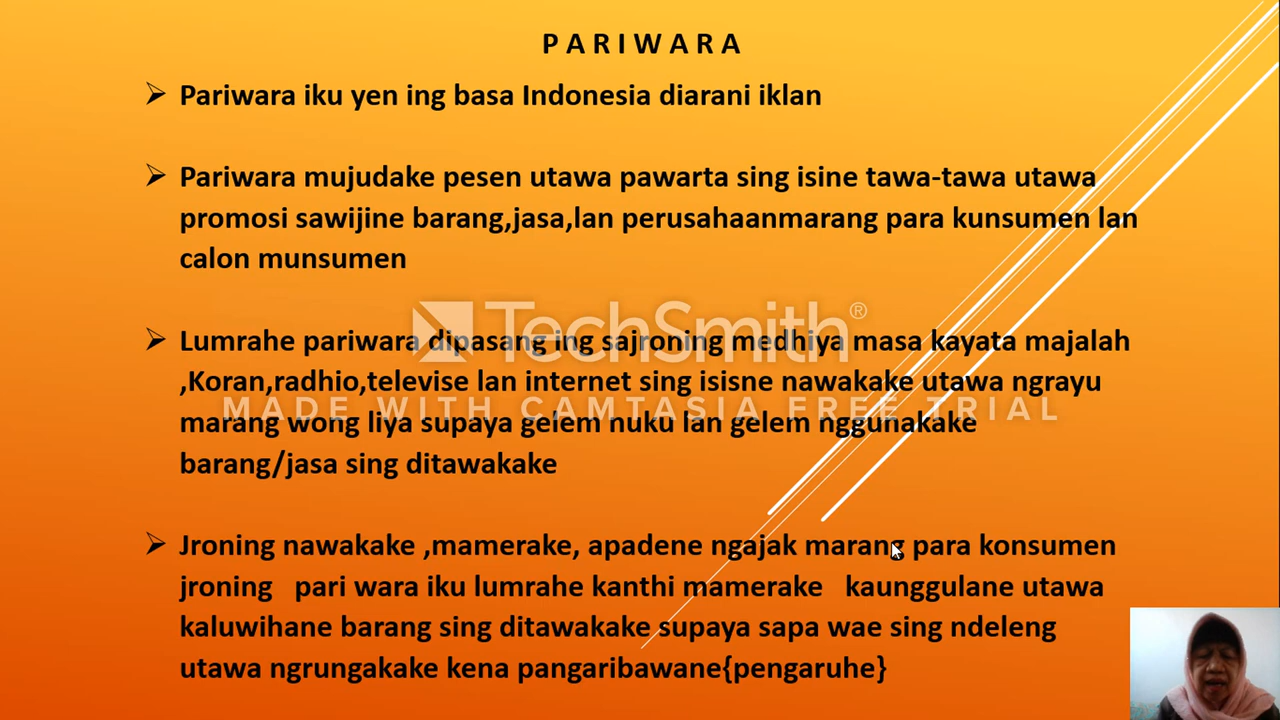 PARIWARA
Pariwara iku yen ing basa Indonesia diarani iklan
Pariwara mujudake pesen utawa pawarta sing isine tawa-tawa utawa
promosi sawijine barang,jasa,lan perusahaanmarang para kunsumen lan
calon munsumen
TechSmith®
Lumrahe pariwara dipasang ing sajroning medhiya masa kayata majalah
,Koran,radhio,televise lan internet sing isisne nawakake utawa ngrayu
MADE WITH CAMTASIA FREE TRIAL
marang wong liya supaya gelem nuku lan gelem nggunakake
barang/jasa sing ditawakake
Jroning nawakake ,mamerake, apadene ngajak marang para konsumen
jroning pari wara iku lumrahe kanthi mamerake kaunggulane utawa
kaluwihane barang sing ditawakake supaya sapa wae sing ndeleng
utawa ngrungakake kena pangaribawane{pengaruhe}